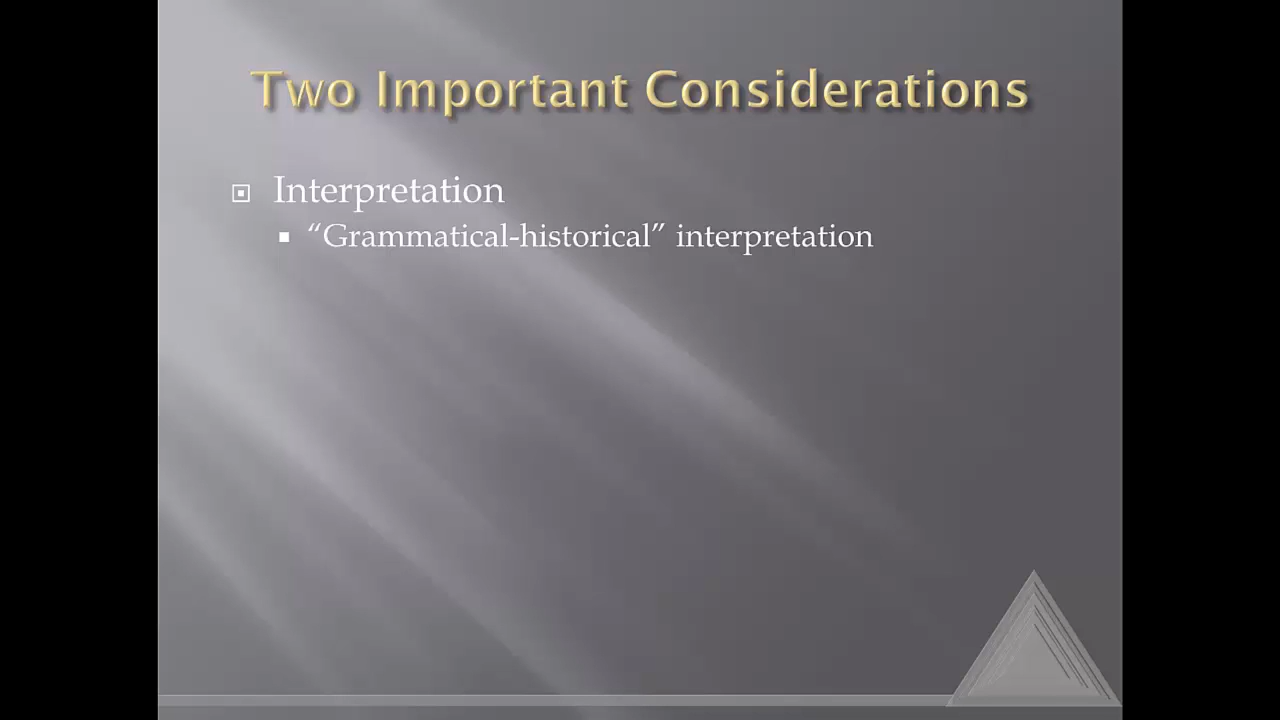 Two Important Considerations
Interpretation
“Grammatical-historical” interpretation